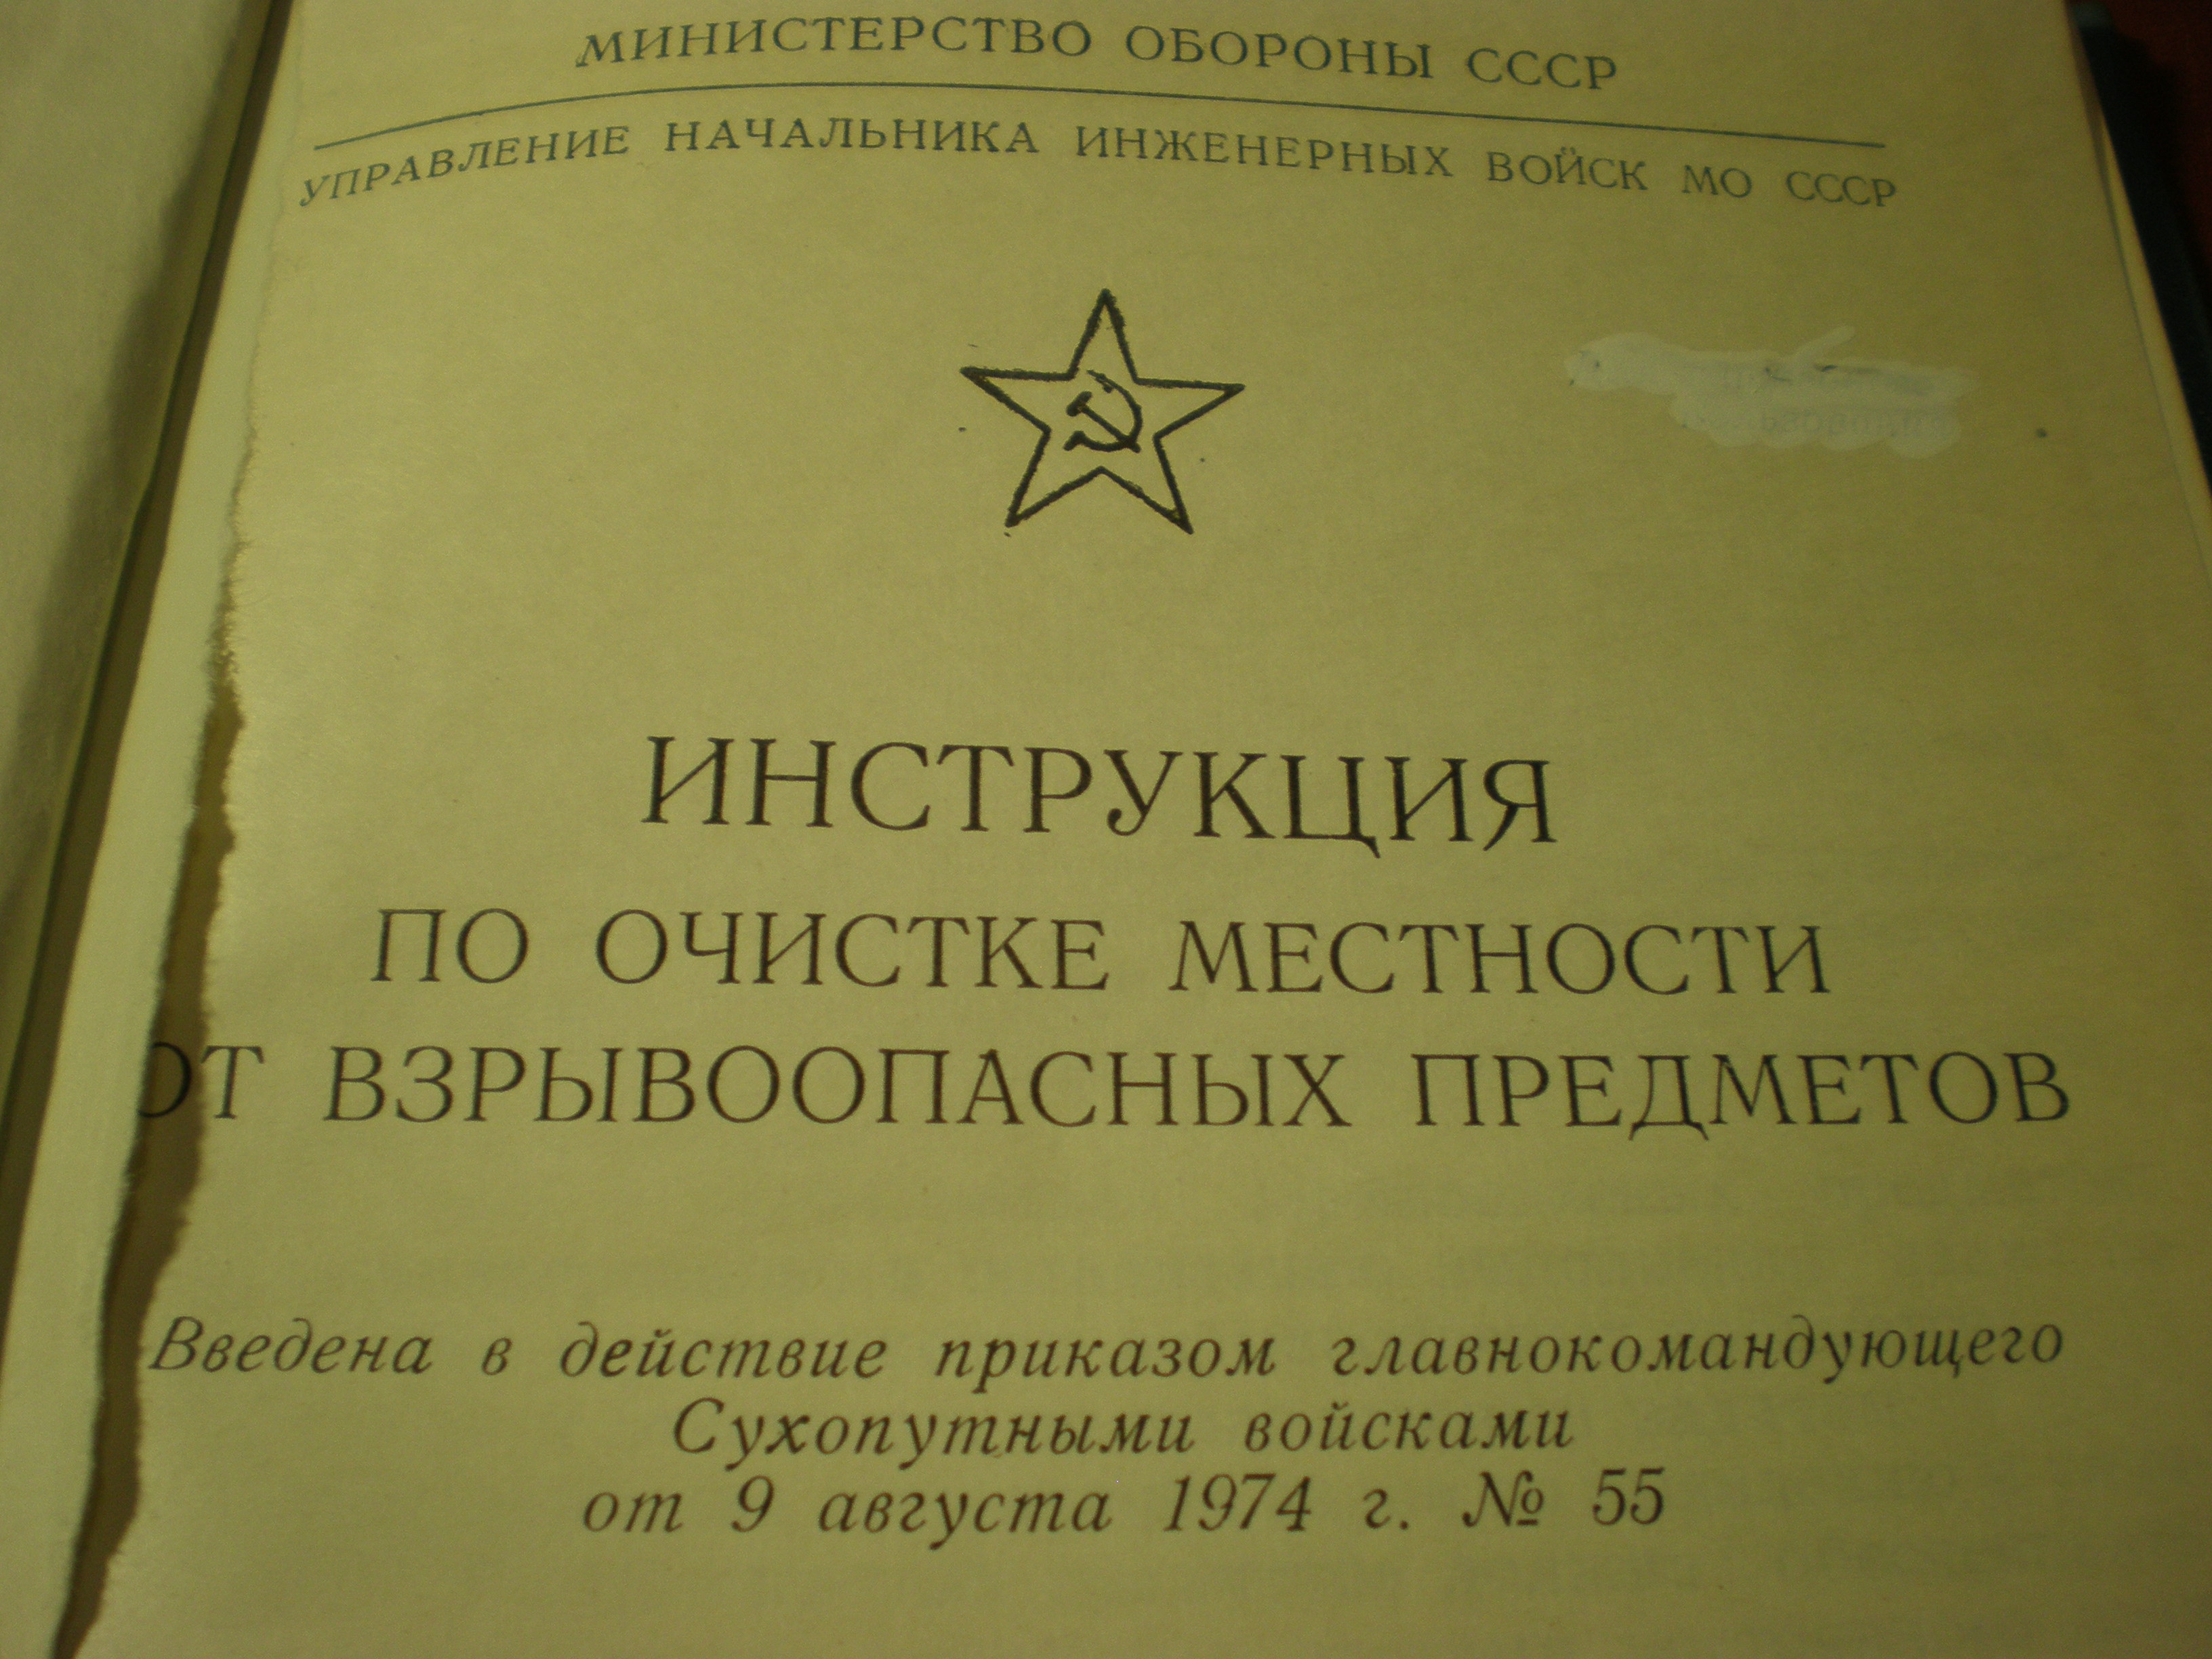 МИНИСТЕРСТВО ОБОРОНЫ СССР
УПРАВЛЕНИЕ НАЧАЛЬНИКА ИНЖЕНЕРНЫХ ВОЙСК МО СССР
ИНСТРУКЦИЯ
ПО ОЧИСТКЕ МЕСТНОСТИ
ОТ ВЗРЫВООПАСНЫХ ПРЕДМЕТОВ
Введена в действие приказом главнокомандующего
Сухопутными войсками
от 9 августа 1974 г. № 55